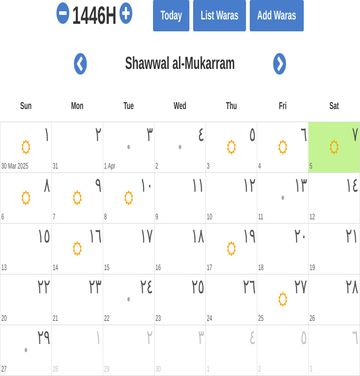 1446H
Today List Waras Add Waras
Shawwal al-Mukarram
Sun Mon Tue Wed Thu Fri Sat
١ ٢ ٣ ٤ ٥ ٦ ٧
30 Mar 2025 31 1 Apr 2 3 4 5
٨ ٩ ١٠ ١١ ١٢ ١٣ ١٤
6 7 8 9 10 11 12
١٥ ١٦ ١٧ ١٨ ١٩ ٢٠ ٢١
13 14 15 16 17 18 19
٢٢ ٢٣ ٢٤ ٢٥ ٢٦ ٢٧ ٢٨
20 21 22 23 24 25 26
٢٩ ١ ٢ ٣ ٤ ٥ ٦
27 28 29 30 1 2 3